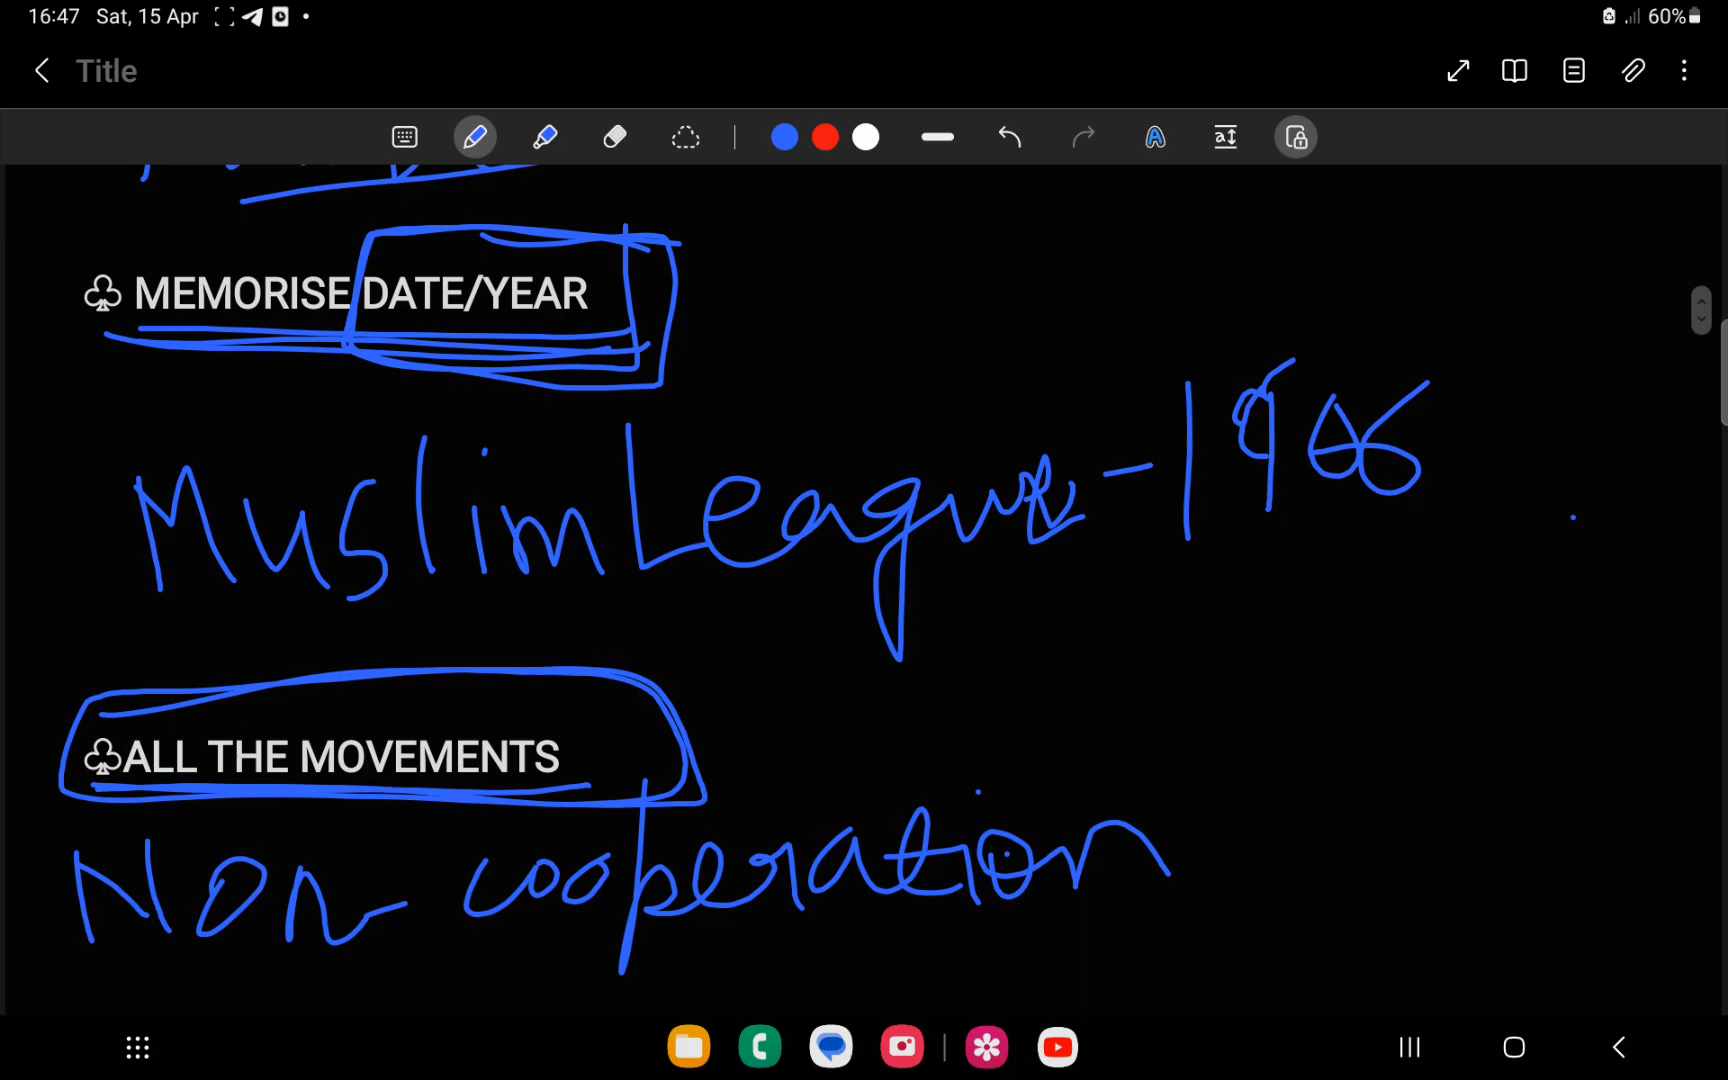 16:47 Sat, 15 Apr
60%
Title
♧ MEMORISE DATE/YEAR
Muslim League - 1906
♧ALL THE MOVEMENTS
Non cooperation